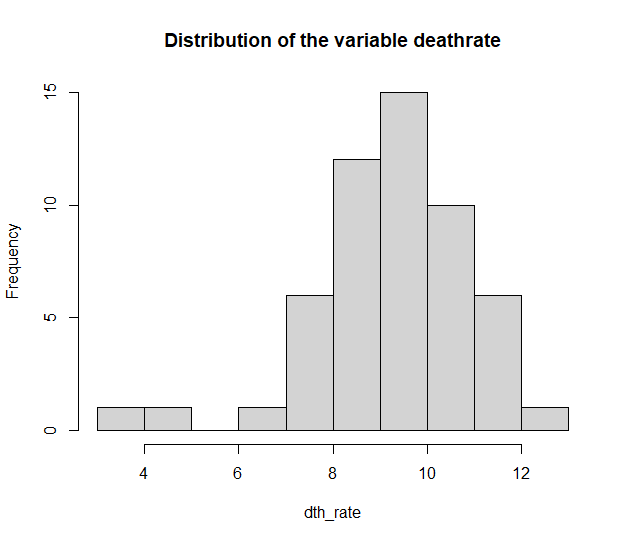 Distribution of the variable deathrate
Frequency
15
10
5
0
4 6 8 10 12
dth_rate